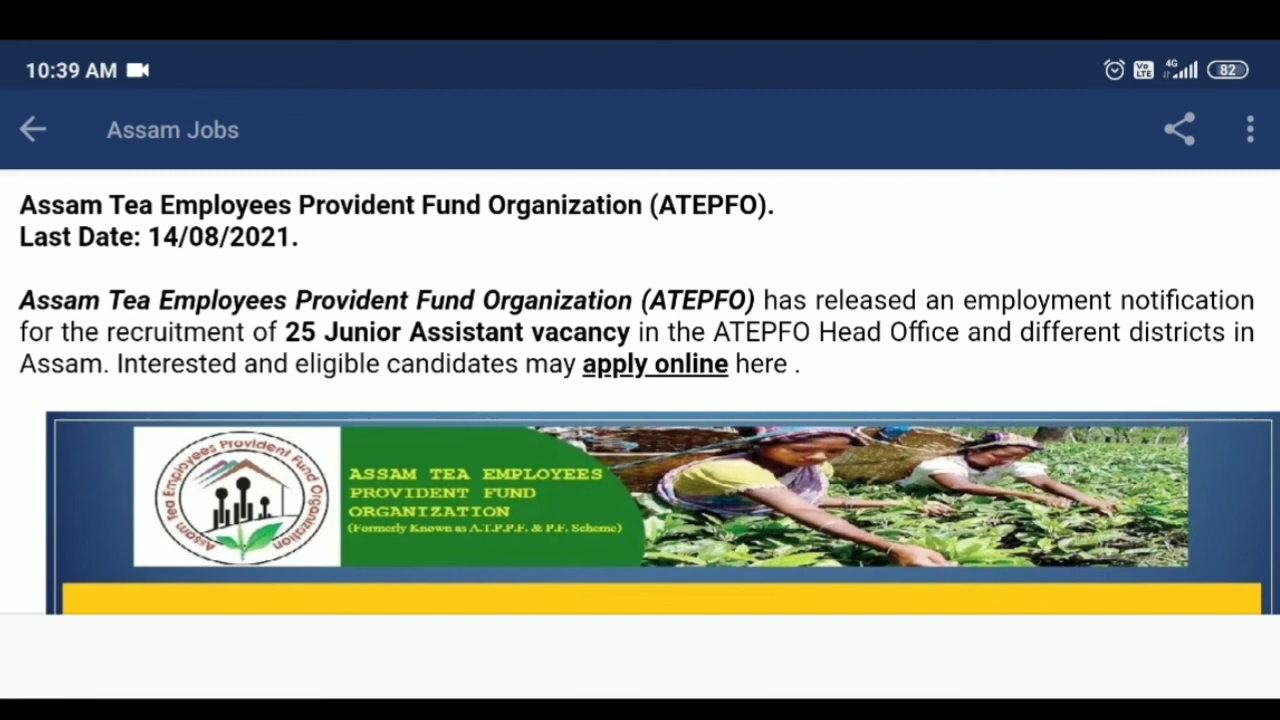 10:39 AM
Vo LTE 4G 82
Assam Jobs
Assam Tea Employees Provident Fund Organization (ATEPFO).
Last Date: 14/08/2021.
Assam Tea Employees Provident Fund Organization (ATEPFO) has released an employment notification
for the recruitment of 25 Junior Assistant vacancy in the ATEPFO Head Office and different districts in
Assam. Interested and eligible candidates may apply online here .
Assam Tea Employees Provident Fund Organization
ASSAM TEA EMPLOYEES
PROVIDENT FUND
ORGANIZATION
(Formerly Known as A.T.P.P.F. & P.F. Scheme)